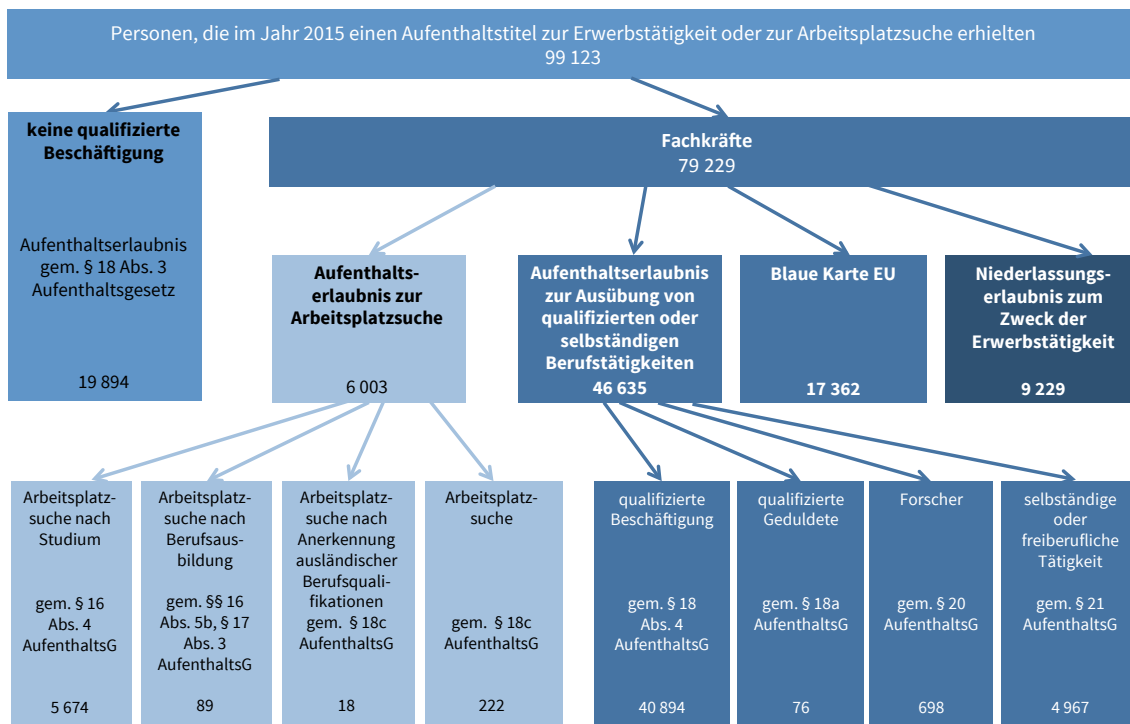 Personen, die im Jahr 2015 einen Aufenthaltstitel zur Erwerbstätigkeit oder zur Arbeitsplatzsuche erhielten
99 123
keine qualifizierte
Beschäftigung
Aufenthaltserlaubnis
gem. § 18 Abs. 3
Aufenthaltsgesetz
19 894
Fachkräfte
79 229
Aufenthalts-
erlaubnis zur
Arbeitsplatzsuche
6 003
Aufenthaltserlaubnis
zur Ausübung von
qualifizierten oder
selbständigen
Berufstätigkeiten
46 635
Blaue Karte EU
17 362
Niederlassungs-
erlaubnis zum
Zweck der
Erwerbstätigkeit
9 229
Arbeitsplatz-
suche nach
Studium
gem. § 16
Abs. 4
AufenthaltsG
5 674
Arbeitsplatz-
suche nach
Berufsaus-
bildung
gem. §§ 16
Abs. 5b, § 17
Abs. 3
AufenthaltsG
89
Arbeitsplatz-
suche nach
Anerkennung
ausländischer
Berufsquali-
fikationen
gem. § 18c
AufenthaltsG
18
Arbeitsplatz-
suche
gem. § 18c
AufenthaltsG
222
qualifizierte
Beschäftigung
gem. § 18
Abs. 4
AufenthaltsG
40 894
qualifizierte
Geduldete
gem. § 18a
AufenthaltsG
76
Forscher
gem. § 20
AufenthaltsG
698
selbständige
oder
freiberufliche
Tätigkeit
gem. § 21
AufenthaltsG
4 967